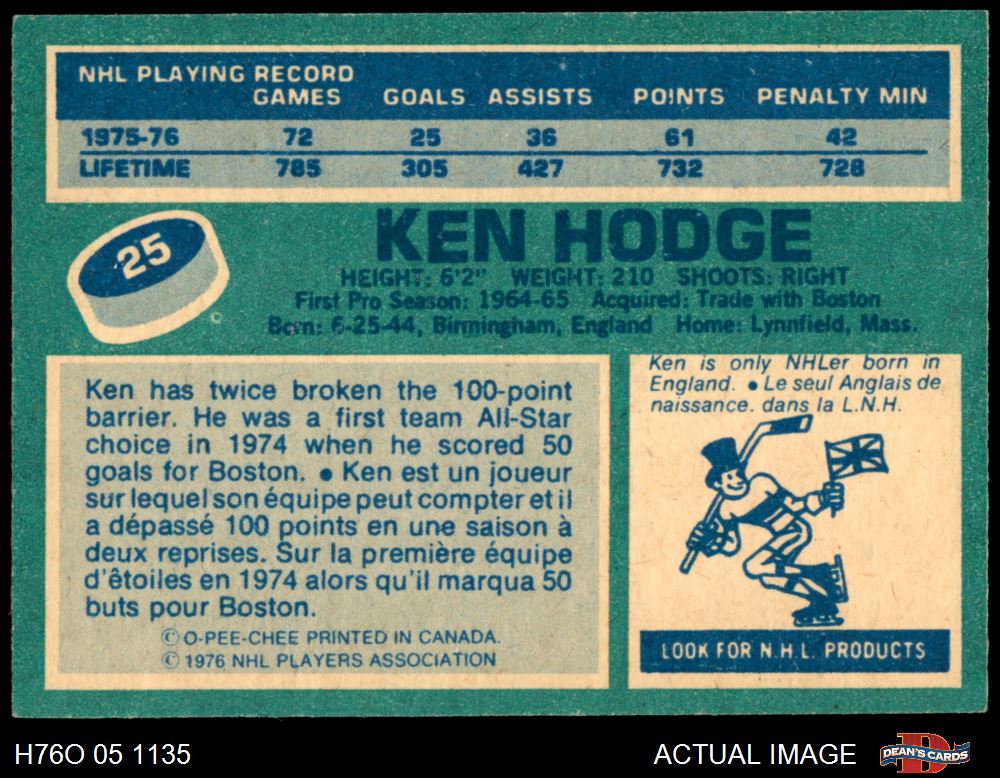 NHL PLAYING RECORD
GAMES GOALS ASSISTS POINTS PENALTY MIN
1975-76 72 25 36 61 42
LIFETIME 785 305 427 732 728
25
KEN HODGE
HEIGHT: 6'2" WEIGHT: 210 SHOOTS: RIGHT
First Pro Season: 1964-65 Acquired: Trade with Boston
Born: 6-25-44, Birmingham, England Home: Lynnfield, Mass.
Ken has twice broken the 100-point
barrier. He was a first team All-Star
choice in 1974 when he scored 50
goals for Boston. ● Ken est un joueur
sur lequel son équipe peut compter et il
a dépassé 100 points en une saison à
deux reprises. Sur la première équipe
d'êtoiles en 1974 alors qu'il marqua 50
buts pour Boston.
© O-PEE-CHEE PRINTED IN CANADA.
© 1976 NHL PLAYERS ASSOCIATION
Ken is only NHLer born in
England. ● Le seul Anglais de
naissance. dans la L.N.H.
LOOK FOR N.H.L. PRODUCTS
H76O 05 1135
ACTUAL IMAGE
DEAN'S CARDS